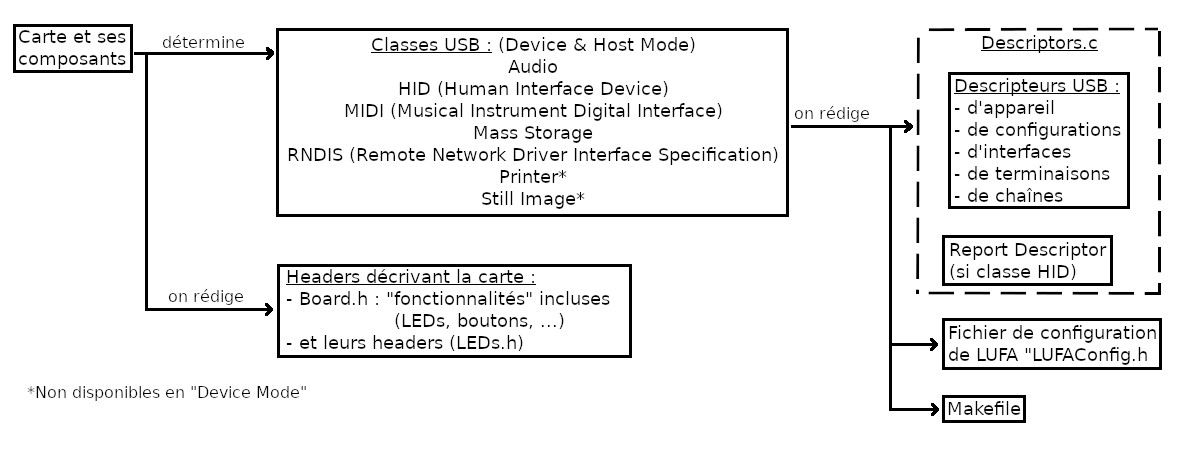 Carte et ses
composants
détermine
Classes USB : (Device & Host Mode)
Audio
HID (Human Interface Device)
MIDI (Musical Instrument Digital Interface)
Mass Storage
RNDIS (Remote Network Driver Interface Specification)
Printer*
Still Image*
on rédige
Descriptors.c
Descripteurs USB :
- d'appareil
- de configurations
- d'interfaces
- de terminaisons
- de chaînes
Report Descriptor
(si classe HID)
on rédige
Headers décrivant la carte :
- Board.h : "fonctionnalités" incluses
(LEDs, boutons, ...)
- et leurs headers (LEDs.h)
Fichier de configuration
de LUFA "LUFAConfig.h
Makefile
*Non disponibles en "Device Mode"